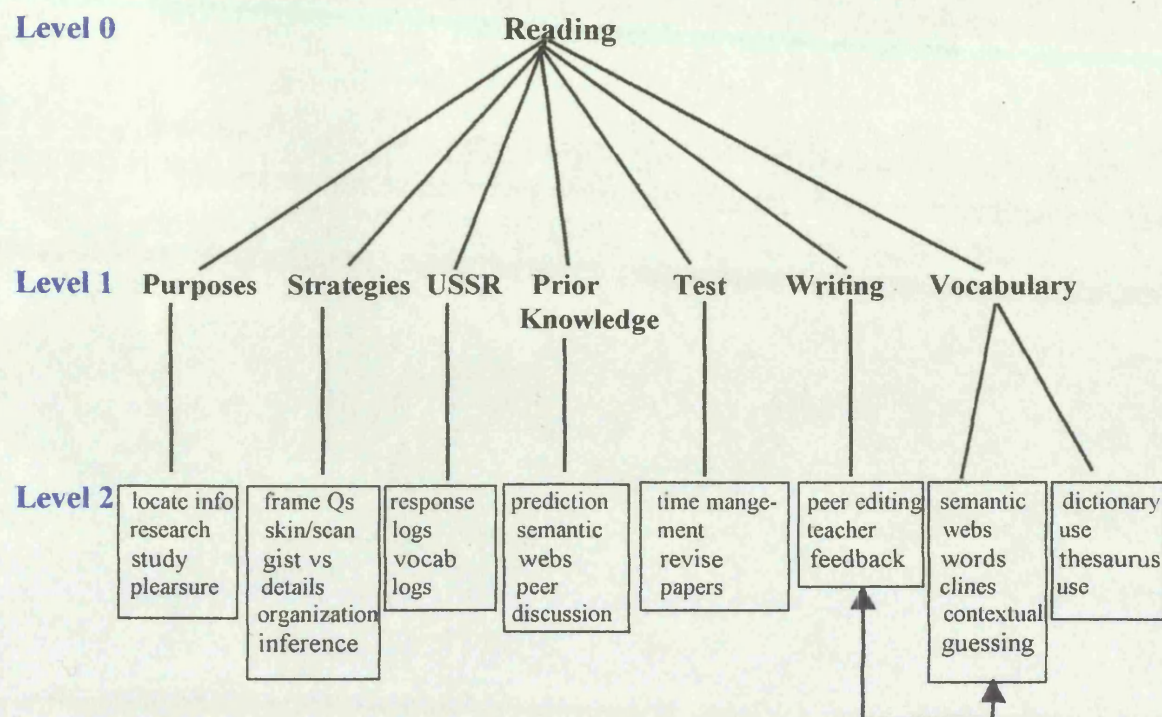 Level 0
Reading
Level 1
Purposes
Strategies
USSR
Prior
Knowledge
Test
Writing
Vocabulary
Level 2
locate info
research
study
plearsure
frame Qs
skin/scan
gist vs
details
organization
inference
response
logs
vocab
logs
prediction
semantic
webs
peer
discussion
time mange-
ment
revise
papers
peer editing
teacher
feedback
semantic
webs
words
clines
contextual
guessing
dictionary
use
thesaurus
use